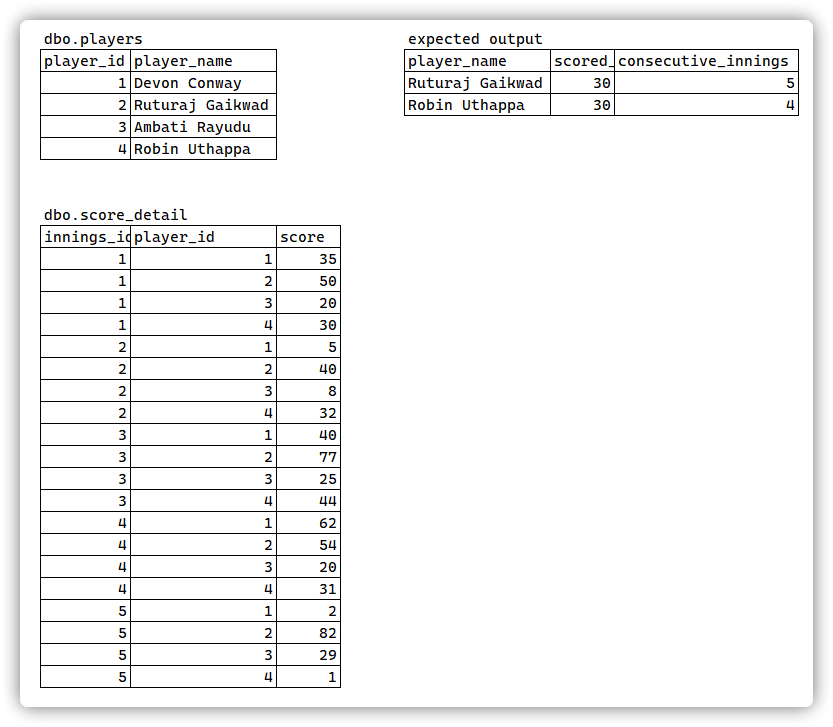 dbo.players
player_id player_name
1 Devon Conway
2 Ruturaj Gaikwad
3 Ambati Rayudu
4 Robin Uthappa
expected output
player_name scored_ consecutive_innings
Ruturaj Gaikwad 30 5
Robin Uthappa 30 4
dbo.score_detail
innings_id player_id score
1 1 35
1 2 50
1 3 20
1 4 30
2 1 5
2 2 40
2 3 8
2 4 32
3 1 40
3 2 77
3 3 25
3 4 44
4 1 62
4 2 54
4 3 20
4 4 31
5 1 2
5 2 82
5 3 29
5 4 1